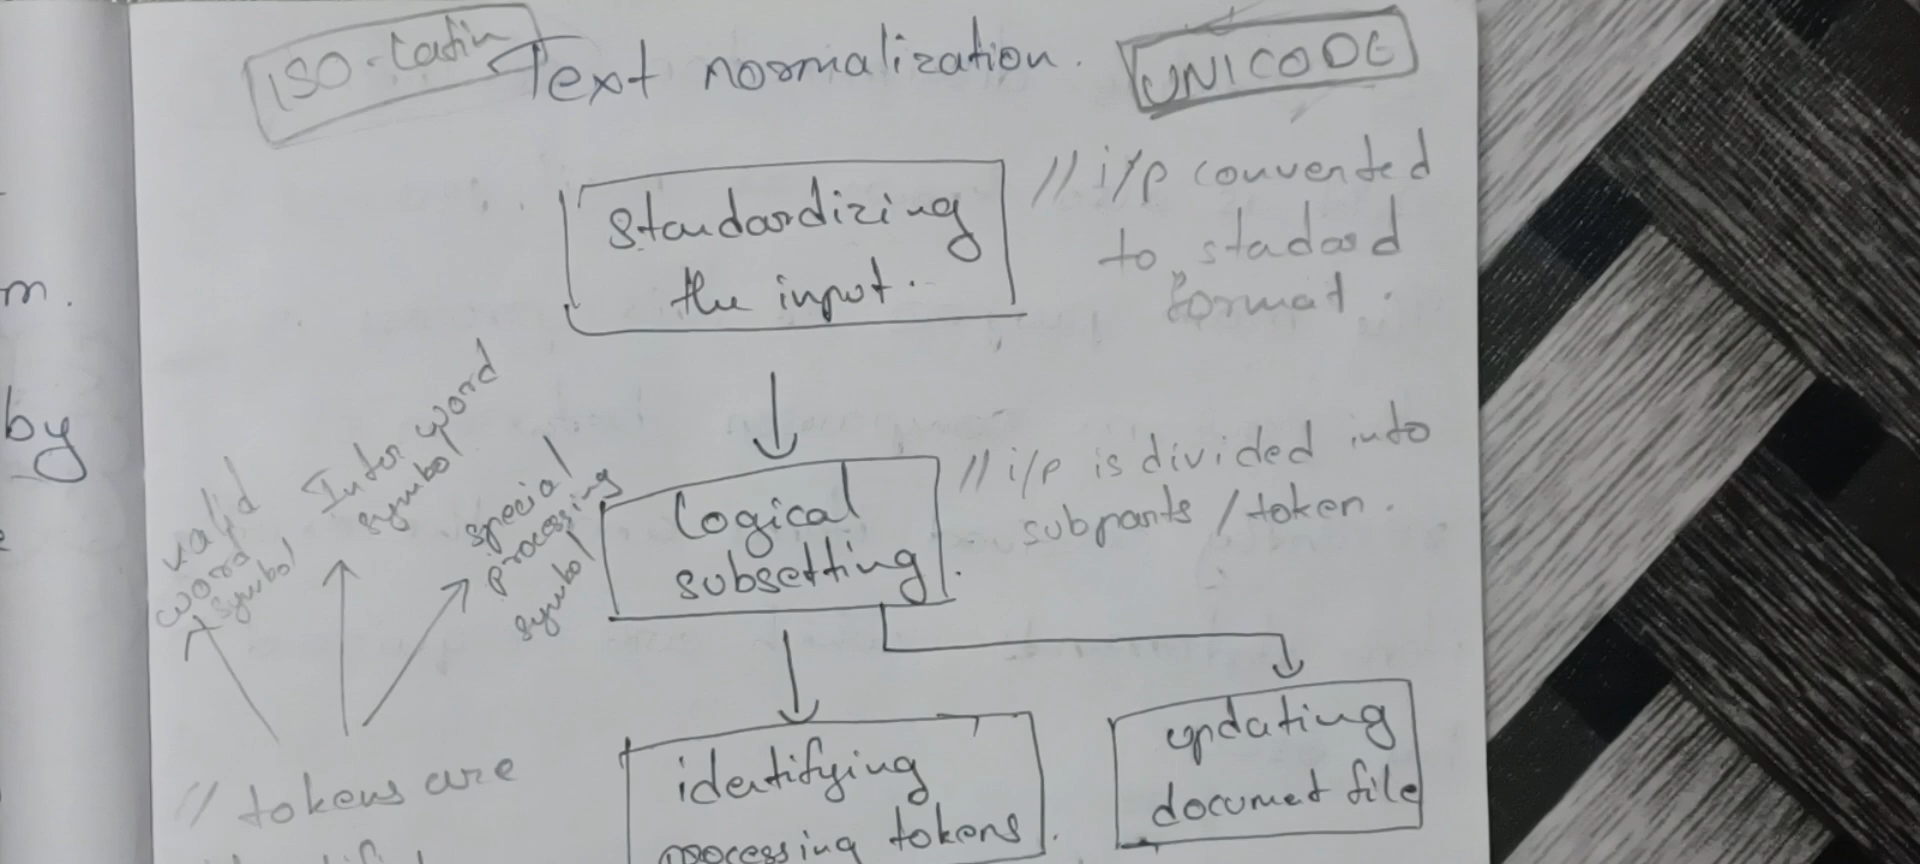 ISO-Latin
Text normalization.
UNICODE
standardizing
the input.
// i/p converted
to stadard
format.
valid
word
symbol
Inter word
symbol
special
processing
symbol
logical
subsetting.
// i/p is divided into
subparts / token.
identifying
processing tokens.
updating
documet file
// tokens are
m.
by